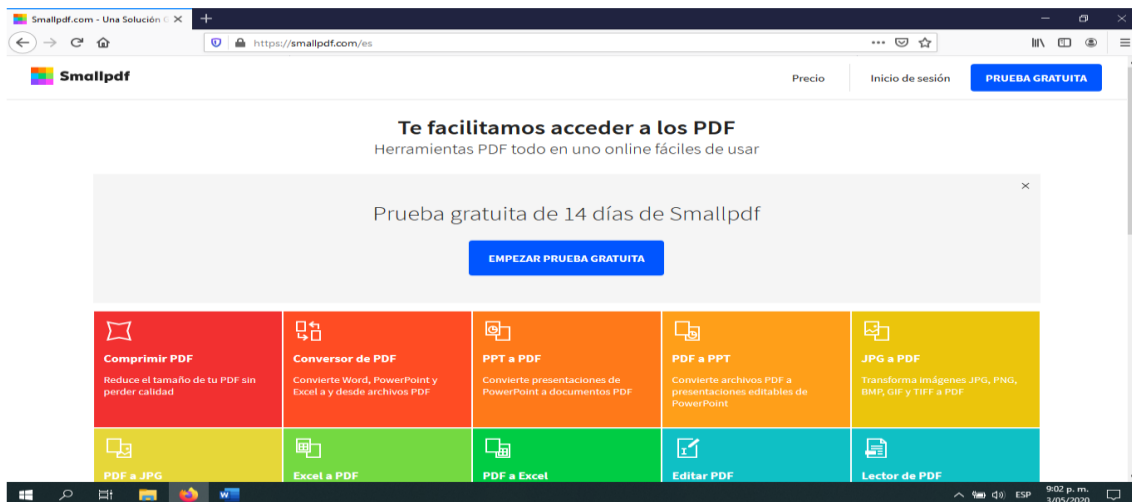 Smallpdf.com - Una Solución
https://smallpdf.com/es
Smallpdf
Precio
Inicio de sesión
PRUEBA GRATUITA
Te facilitamos acceder a los PDF
Herramientas PDF todo en uno online fáciles de usar
Prueba gratuita de 14 días de Smallpdf
EMPEZAR PRUEBA GRATUITA
Comprimir PDF
Reduce el tamaño de tu PDF sin
perder calidad
Conversor de PDF
Convierte Word, PowerPoint y
Excel a y desde archivos PDF
PPT a PDF
Convierte presentaciones de
PowerPoint a documentos PDF
PDF a PPT
Convierte archivos PDF a
presentaciones editables de
PowerPoint
JPG a PDF
Transforma imágenes JPG, PNG,
BMP, GIF y TIFF a PDF
PDF a JPG
Excel a PDF
PDF a Excel
Editar PDF
Lector de PDF
ESP
9:02 p. m.
3/05/2020